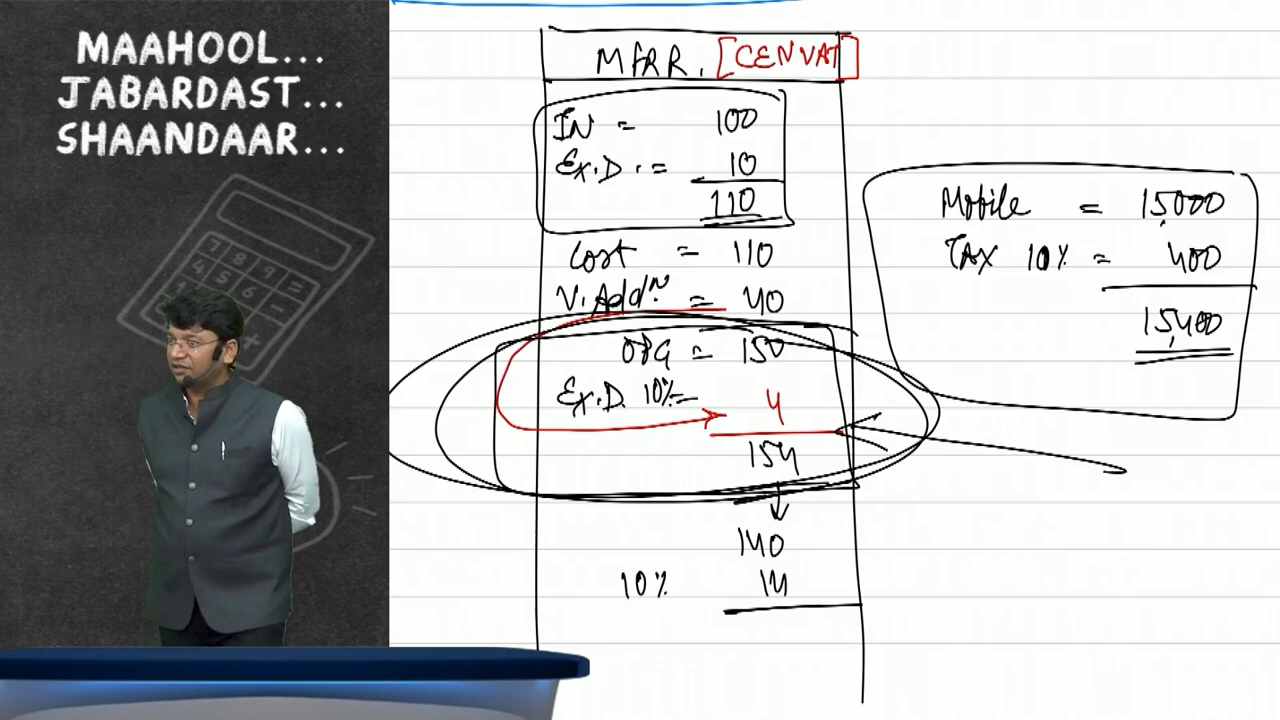 MAAHOOL...
JABARDAST...
SHAANDAAR...
MFRR. [CENVAT]
IN = 100
Ex.D. = 10
110
Cost = 110
V. Addn. = 40
OPG = 150
Ex.D. 10% = 4
154
140
10% 14
Mobile = 15,000
TAX 10% = 400
15,400